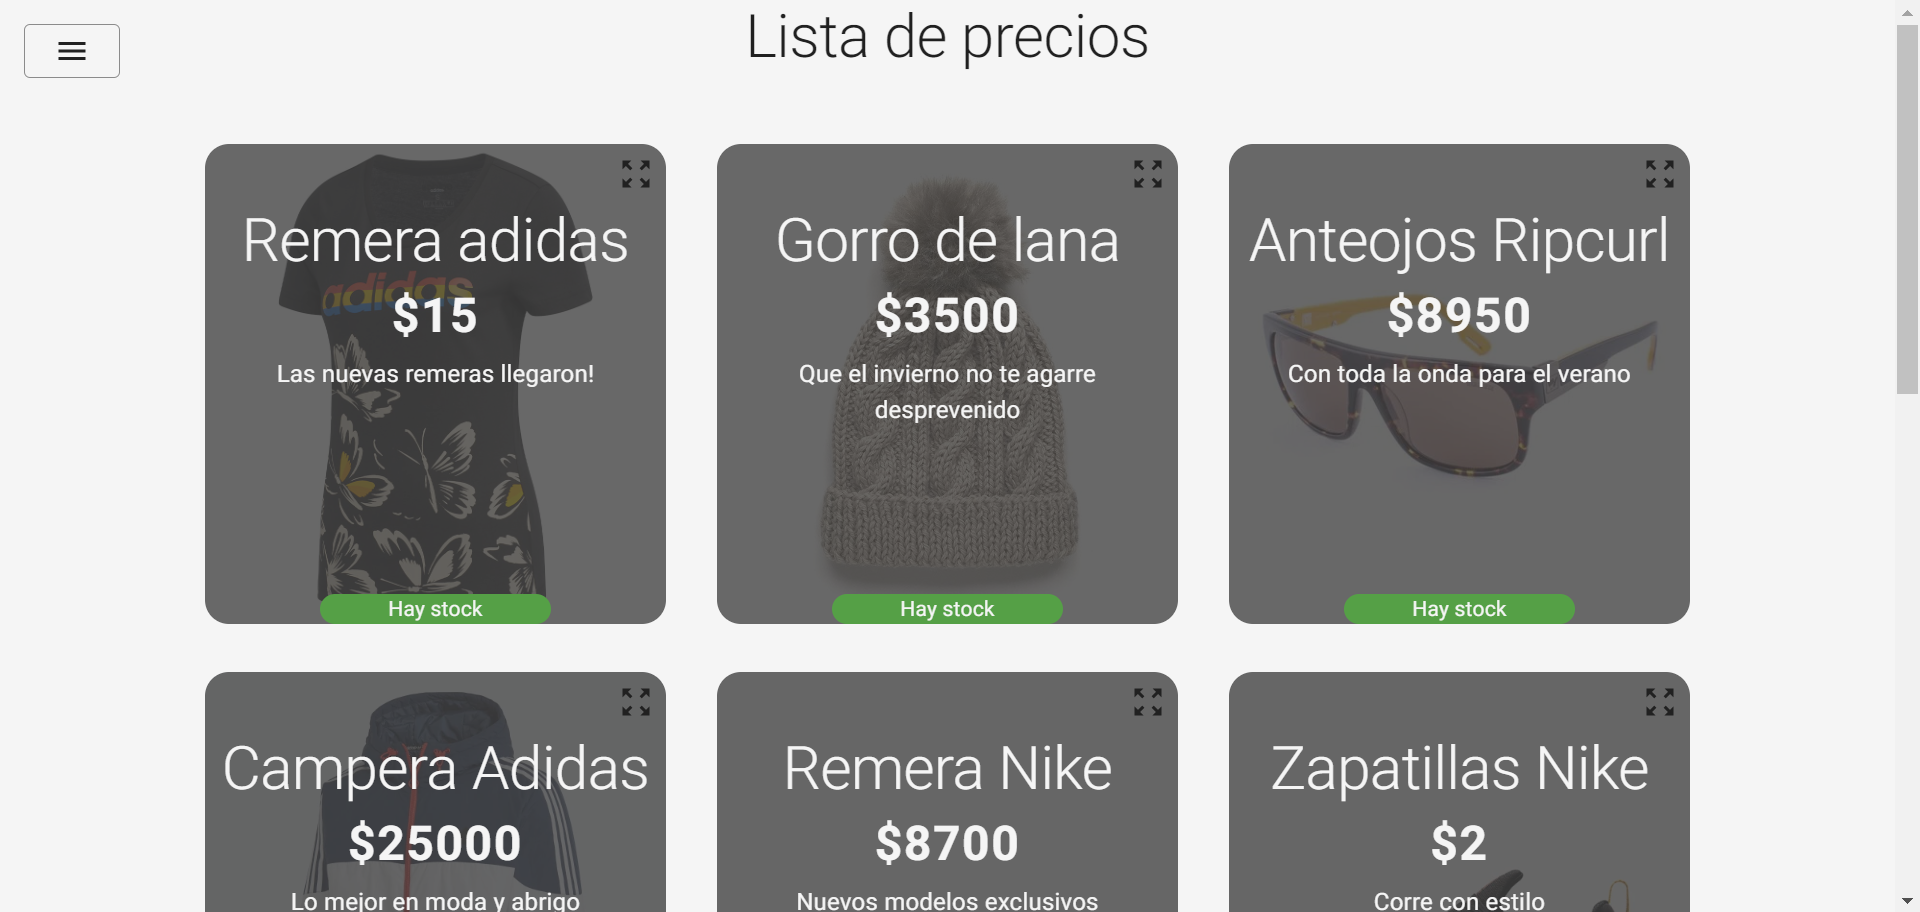 Lista de precios
Remera adidas
adidas
$15
Las nuevas remeras llegaron!
Hay stock
Gorro de lana
$3500
Que el invierno no te agarre
desprevenido
Hay stock
Anteojos Ripcurl
$8950
Con toda la onda para el verano
Hay stock
Campera Adidas
$25000
Lo mejor en moda y abrigo
Remera Nike
$8700
Nuevos modelos exclusivos
Zapatillas Nike
$2
Corre con estilo